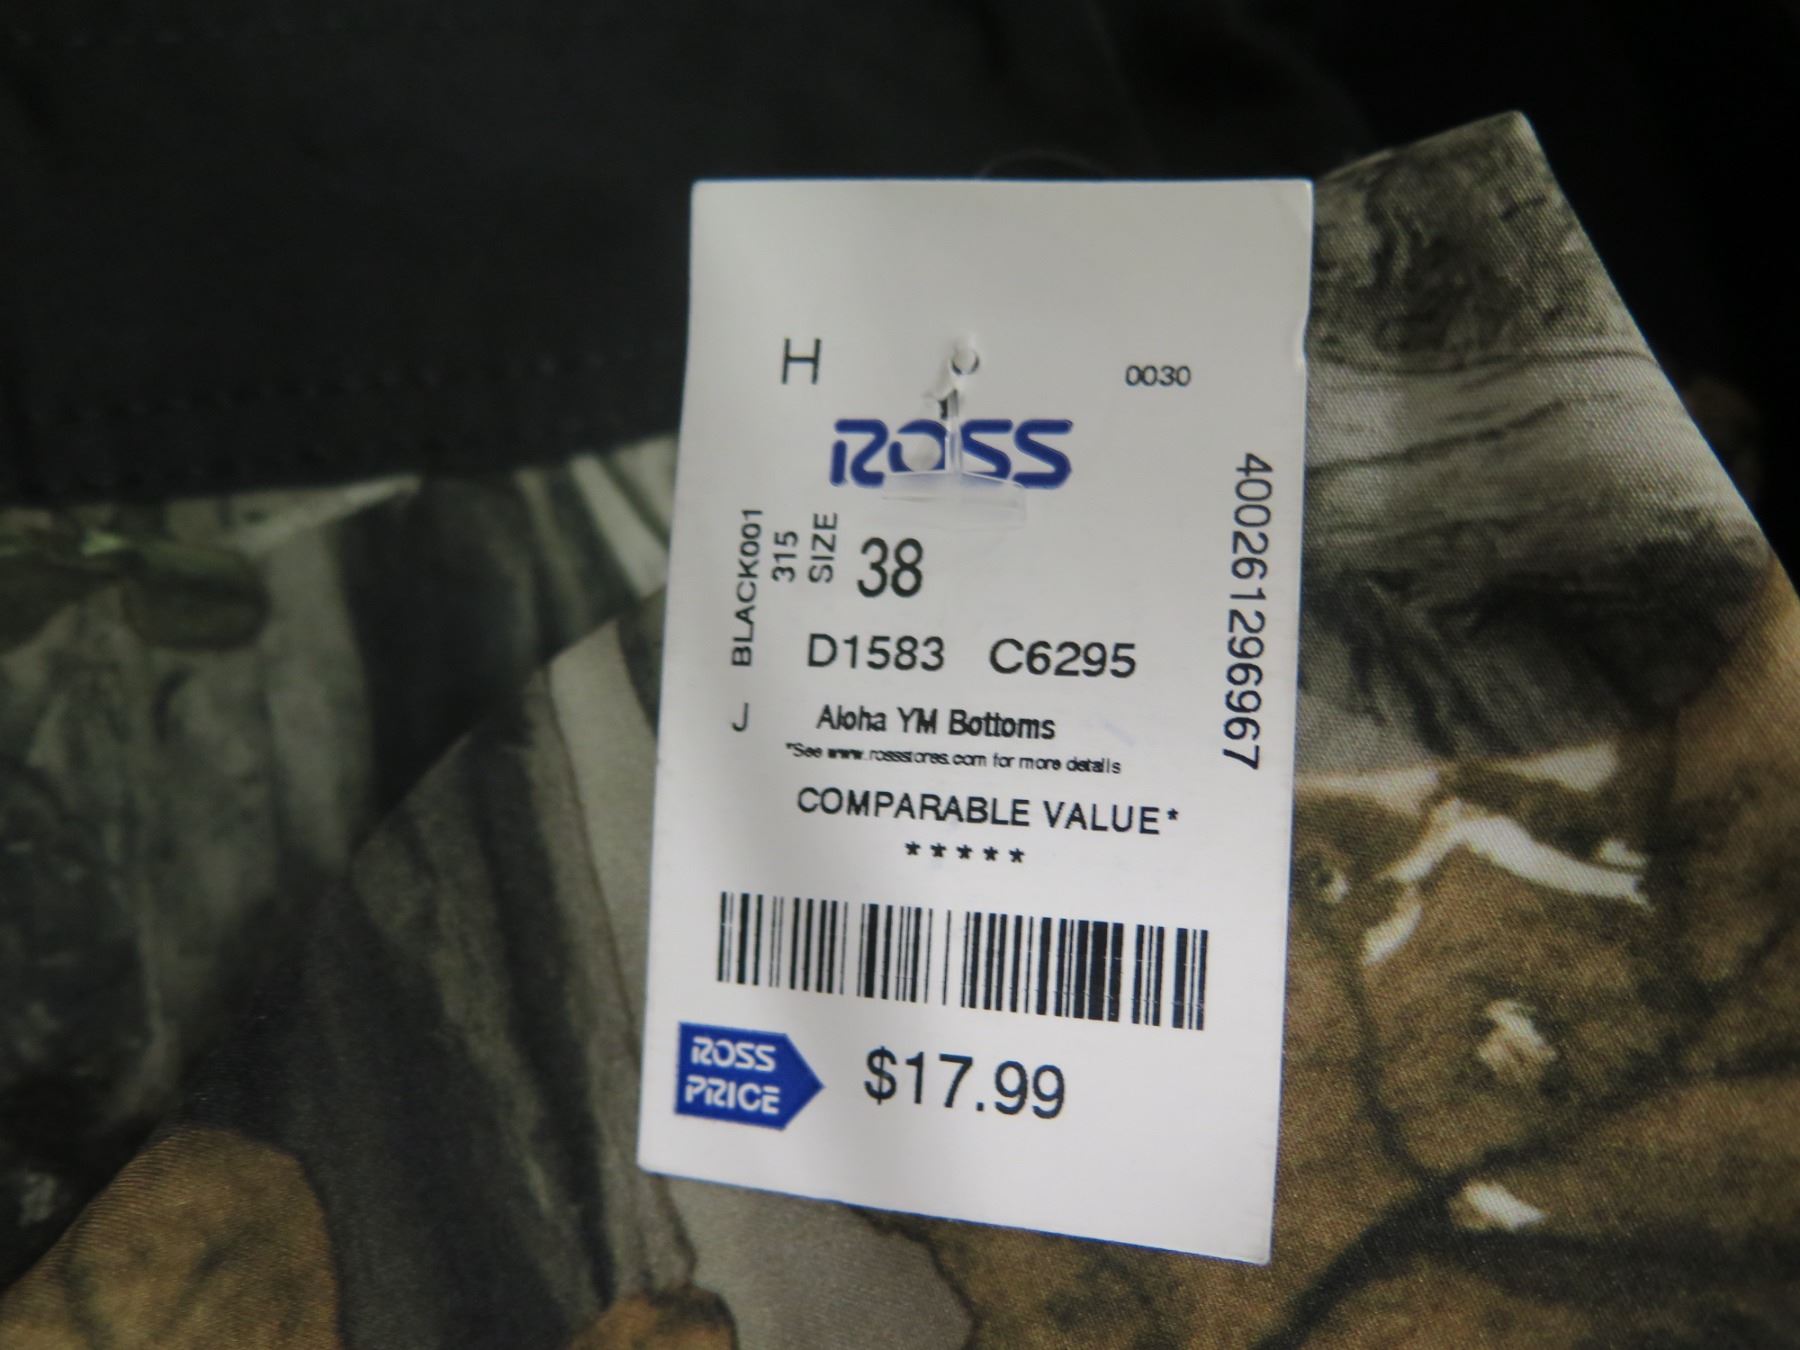 H
0030
ROSS
BLACK001
315
SIZE
38
D1583 C6295
400261296967
J
Aloha YM Bottoms
*See www.rossstores.com for more details
COMPARABLE VALUE*
*****
ROSS
PRICE
$17.99